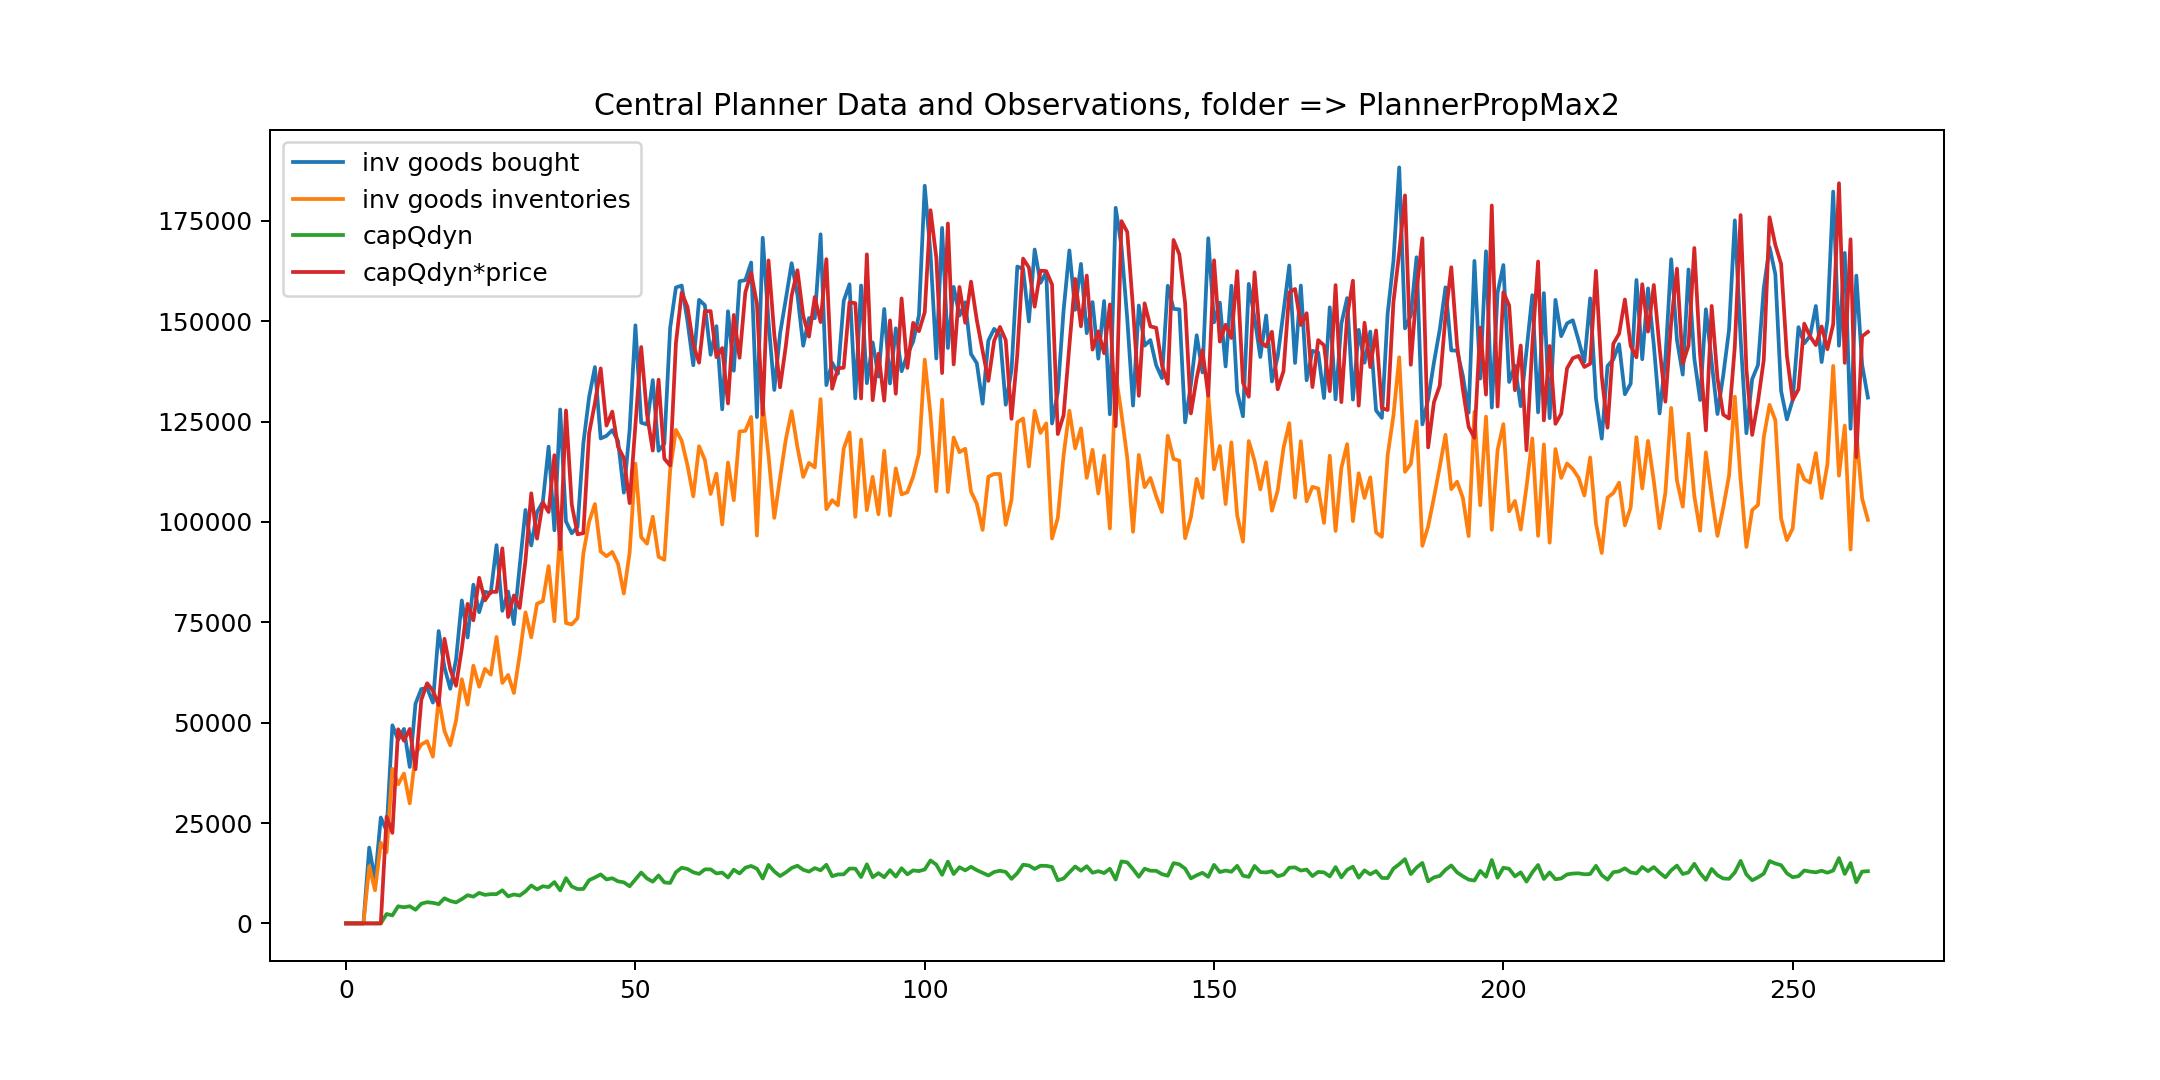 Central Planner Data and Observations, folder => PlannerPropMax2
inv goods bought
inv goods inventories
capQdyn
capQdyn*price
175000
150000
125000
100000
75000
50000
25000
0
0 50 100 150 200 250